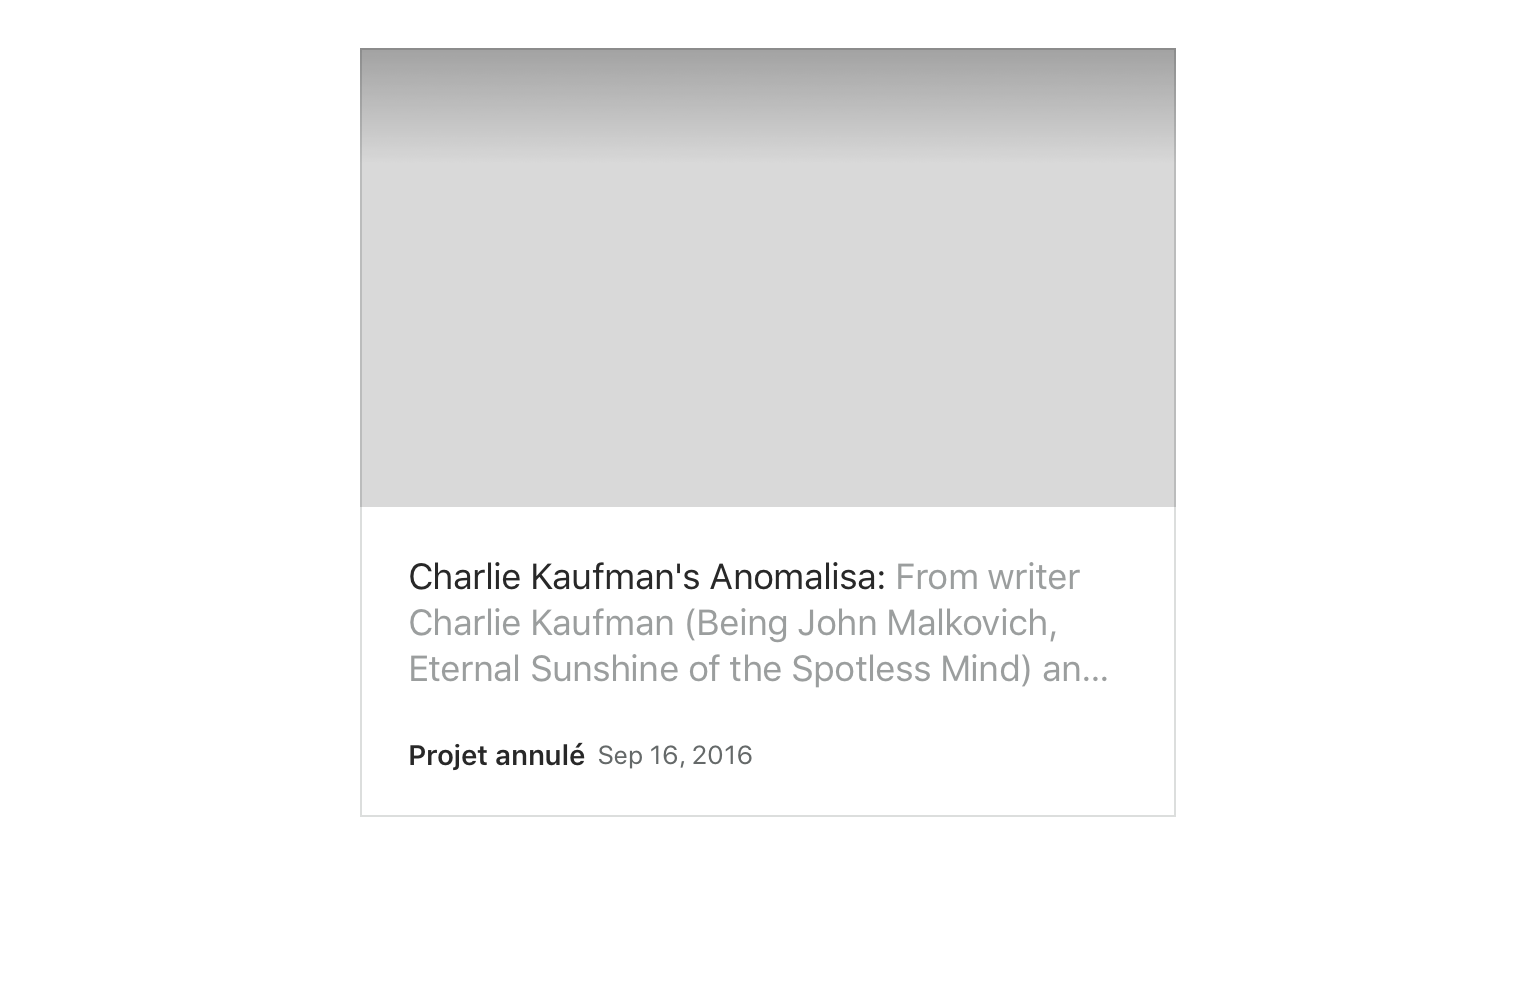 Charlie Kaufman's Anomalisa: From writer
Charlie Kaufman (Being John Malkovich,
Eternal Sunshine of the Spotless Mind) an...
Projet annulé Sep 16, 2016